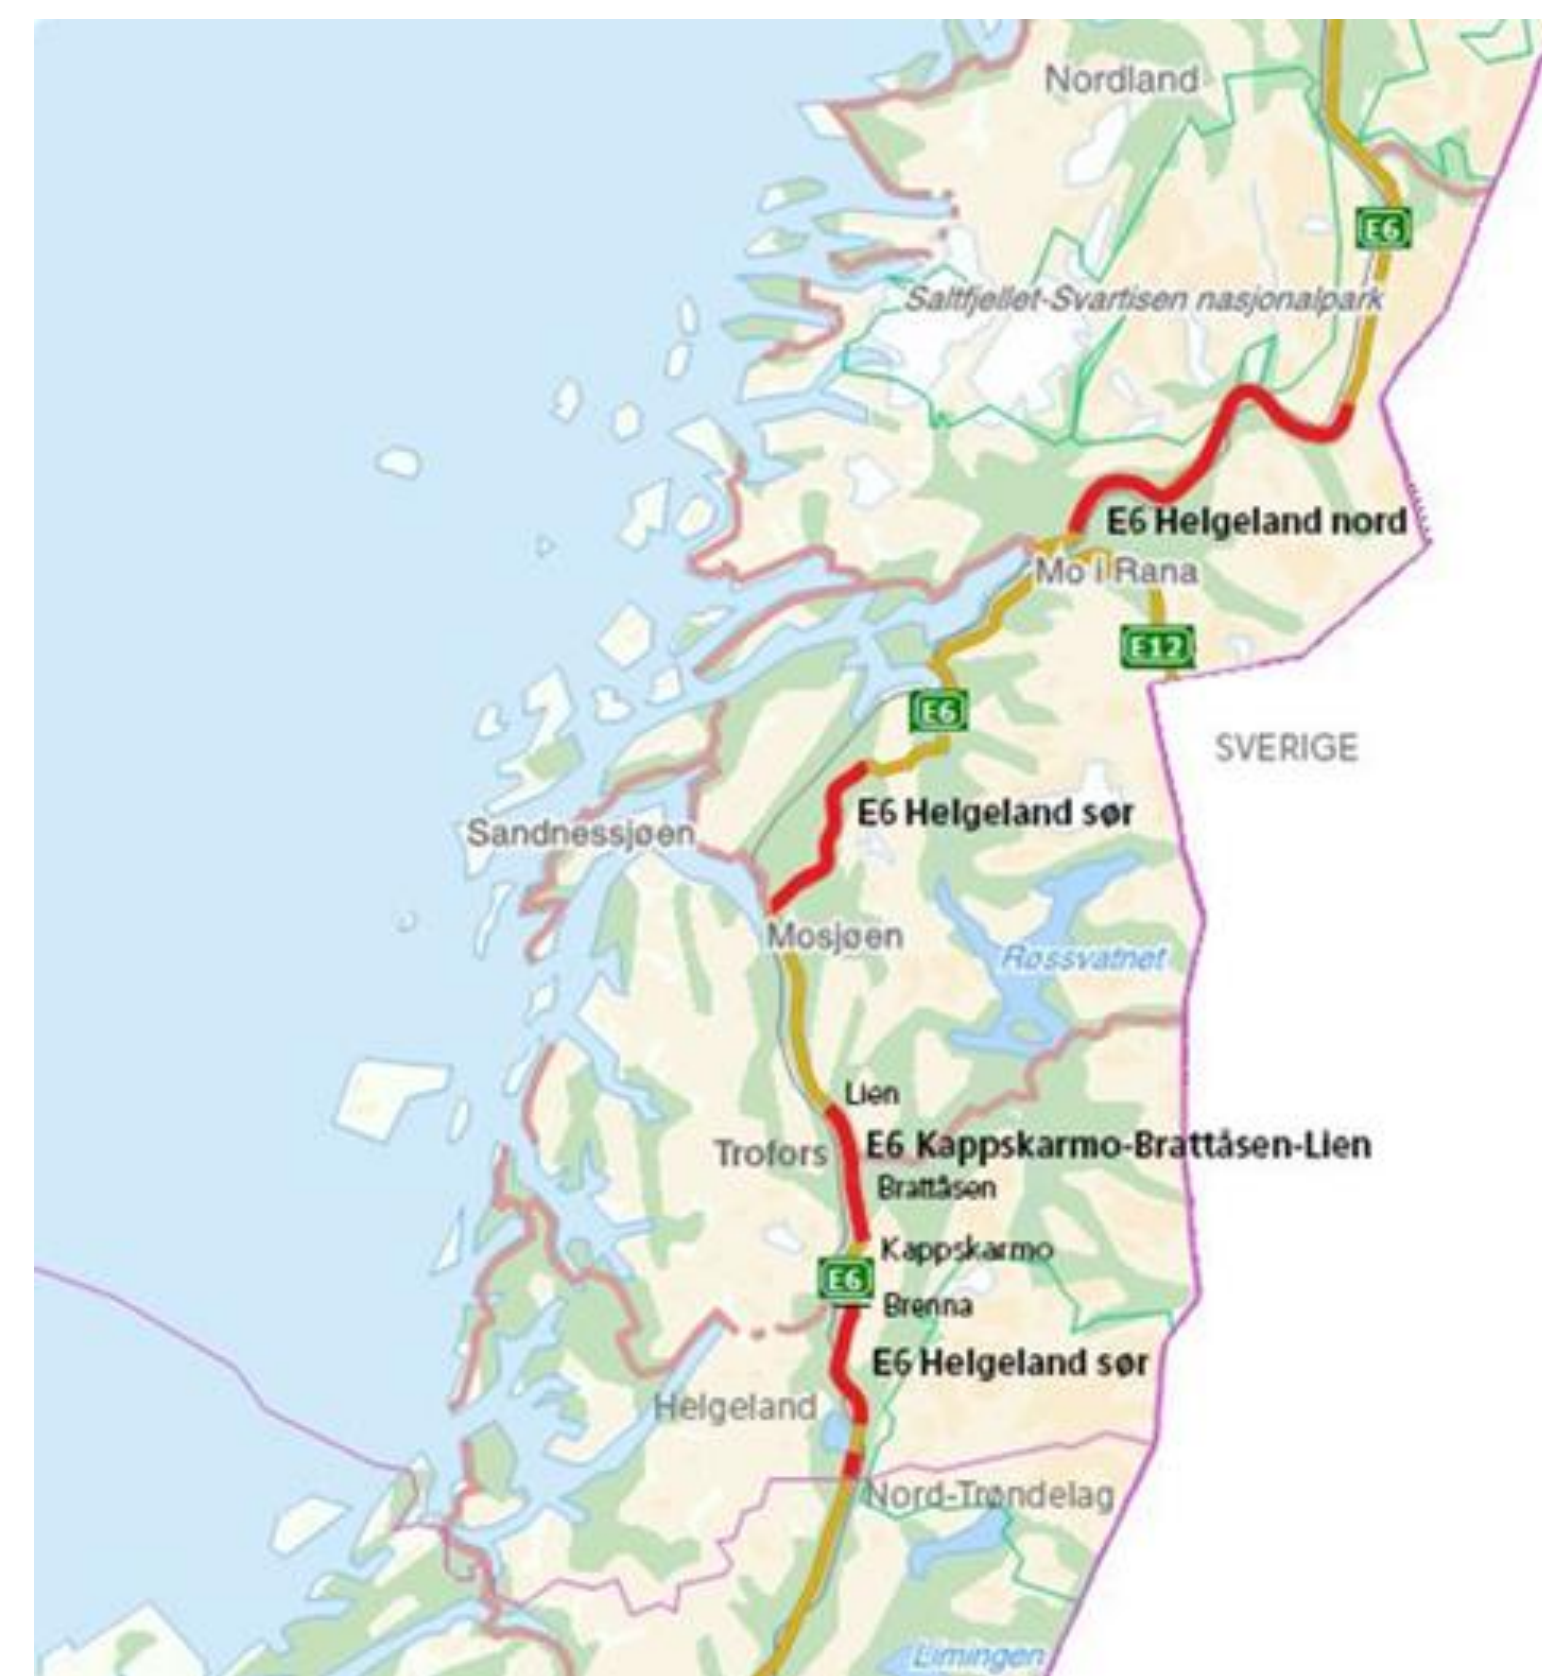 Nordland
E6
Saltfjellet-Svartisen nasjonalpark
E6 Helgeland nord
Mo i Rana
E12
E6
SVERIGE
E6 Helgeland sør
Sandnessjøen
Mosjøen
Røssvatnet
Lien
E6 Kappskarmo-Brattåsen-Lien
Trofors
Brattåsen
Kappskarmo
E6
Brenna
E6 Helgeland sør
Helgeland
Nord-Trøndelag
Limingen